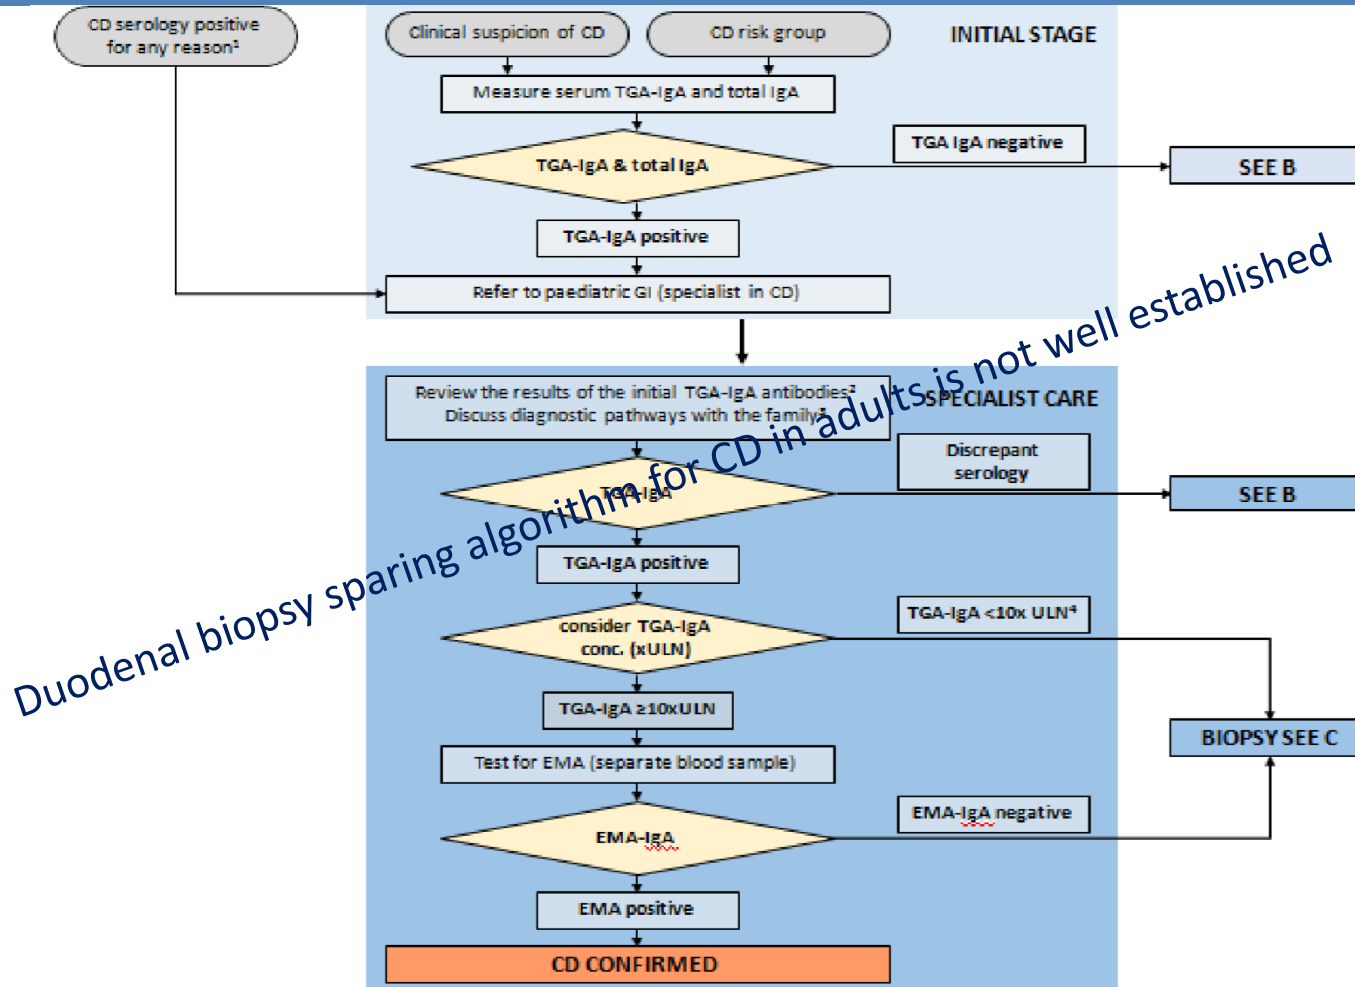 CD serology positive
for any reason¹
Clinical suspicion of CD
CD risk group
INITIAL STAGE
Measure serum TGA-IgA and total IgA
TGA-IgA & total IgA
TGA IgA negative
SEE B
TGA-IgA positive
Refer to paediatric GI (specialist in CD)
Review the results of the initial TGA-IgA antibodies²
Discuss diagnostic pathways with the family³
SPECIALIST CARE
TGA-IgA
Discrepant
serology
SEE B
TGA-IgA positive
consider TGA-IgA
conc. (xULN)
TGA-IgA <10x ULN⁴
TGA-IgA ≥10xULN
BIOPSY SEE C
Test for EMA (separate blood sample)
EMA-IgA
EMA-IgA negative
EMA positive
CD CONFIRMED
Duodenal biopsy sparing algorithm for CD in adults is not well established